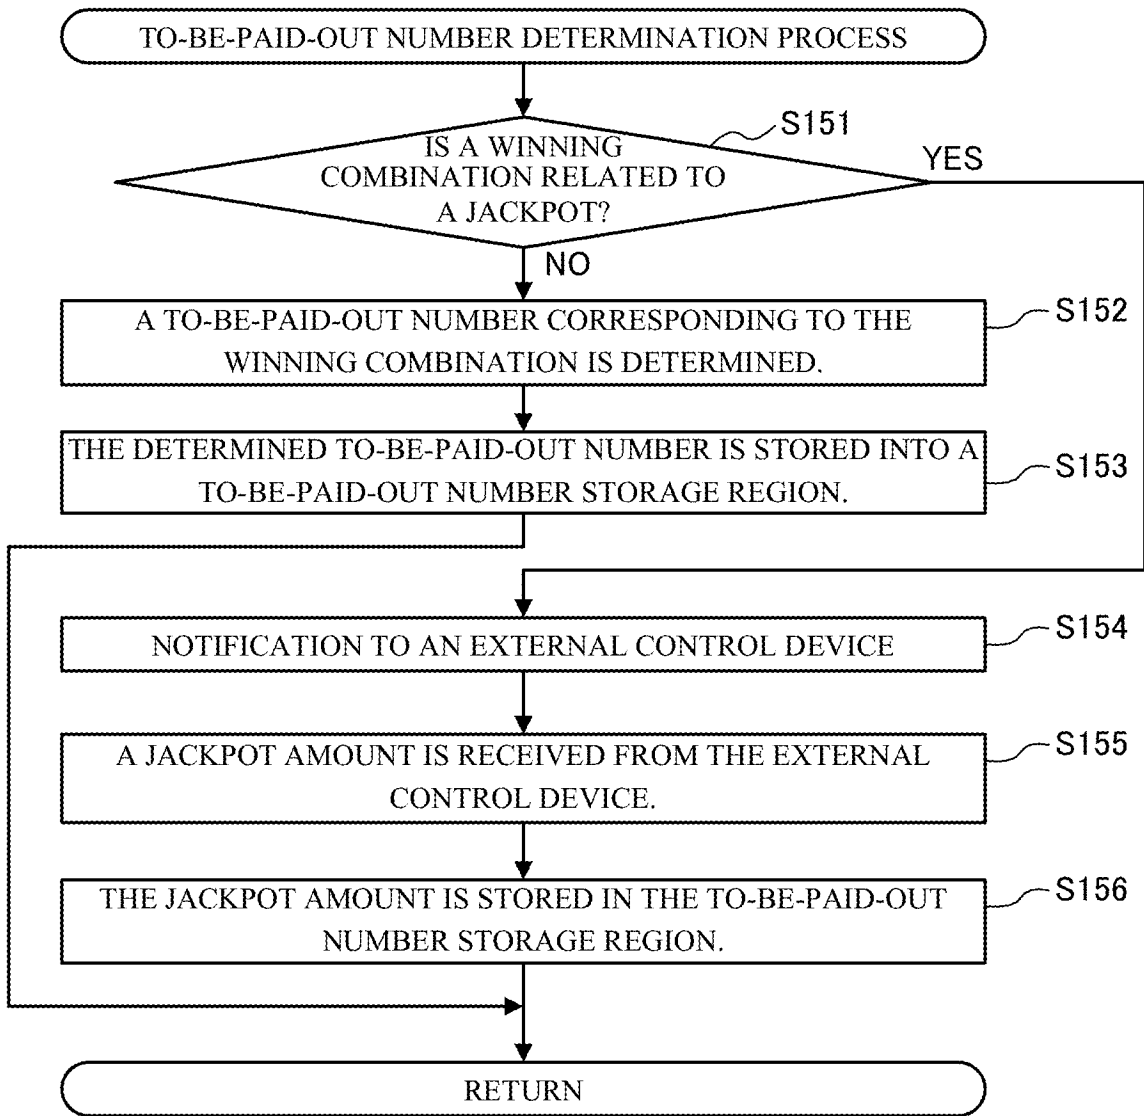 TO-BE-PAID-OUT NUMBER DETERMINATION PROCESS
S151
IS A WINNING
COMBINATION RELATED TO
A JACKPOT?
YES
NO
A TO-BE-PAID-OUT NUMBER CORRESPONDING TO THE
WINNING COMBINATION IS DETERMINED.
S152
THE DETERMINED TO-BE-PAID-OUT NUMBER IS STORED INTO A
TO-BE-PAID-OUT NUMBER STORAGE REGION.
S153
NOTIFICATION TO AN EXTERNAL CONTROL DEVICE
S154
A JACKPOT AMOUNT IS RECEIVED FROM THE EXTERNAL
CONTROL DEVICE.
S155
THE JACKPOT AMOUNT IS STORED IN THE TO-BE-PAID-OUT
NUMBER STORAGE REGION.
S156
RETURN